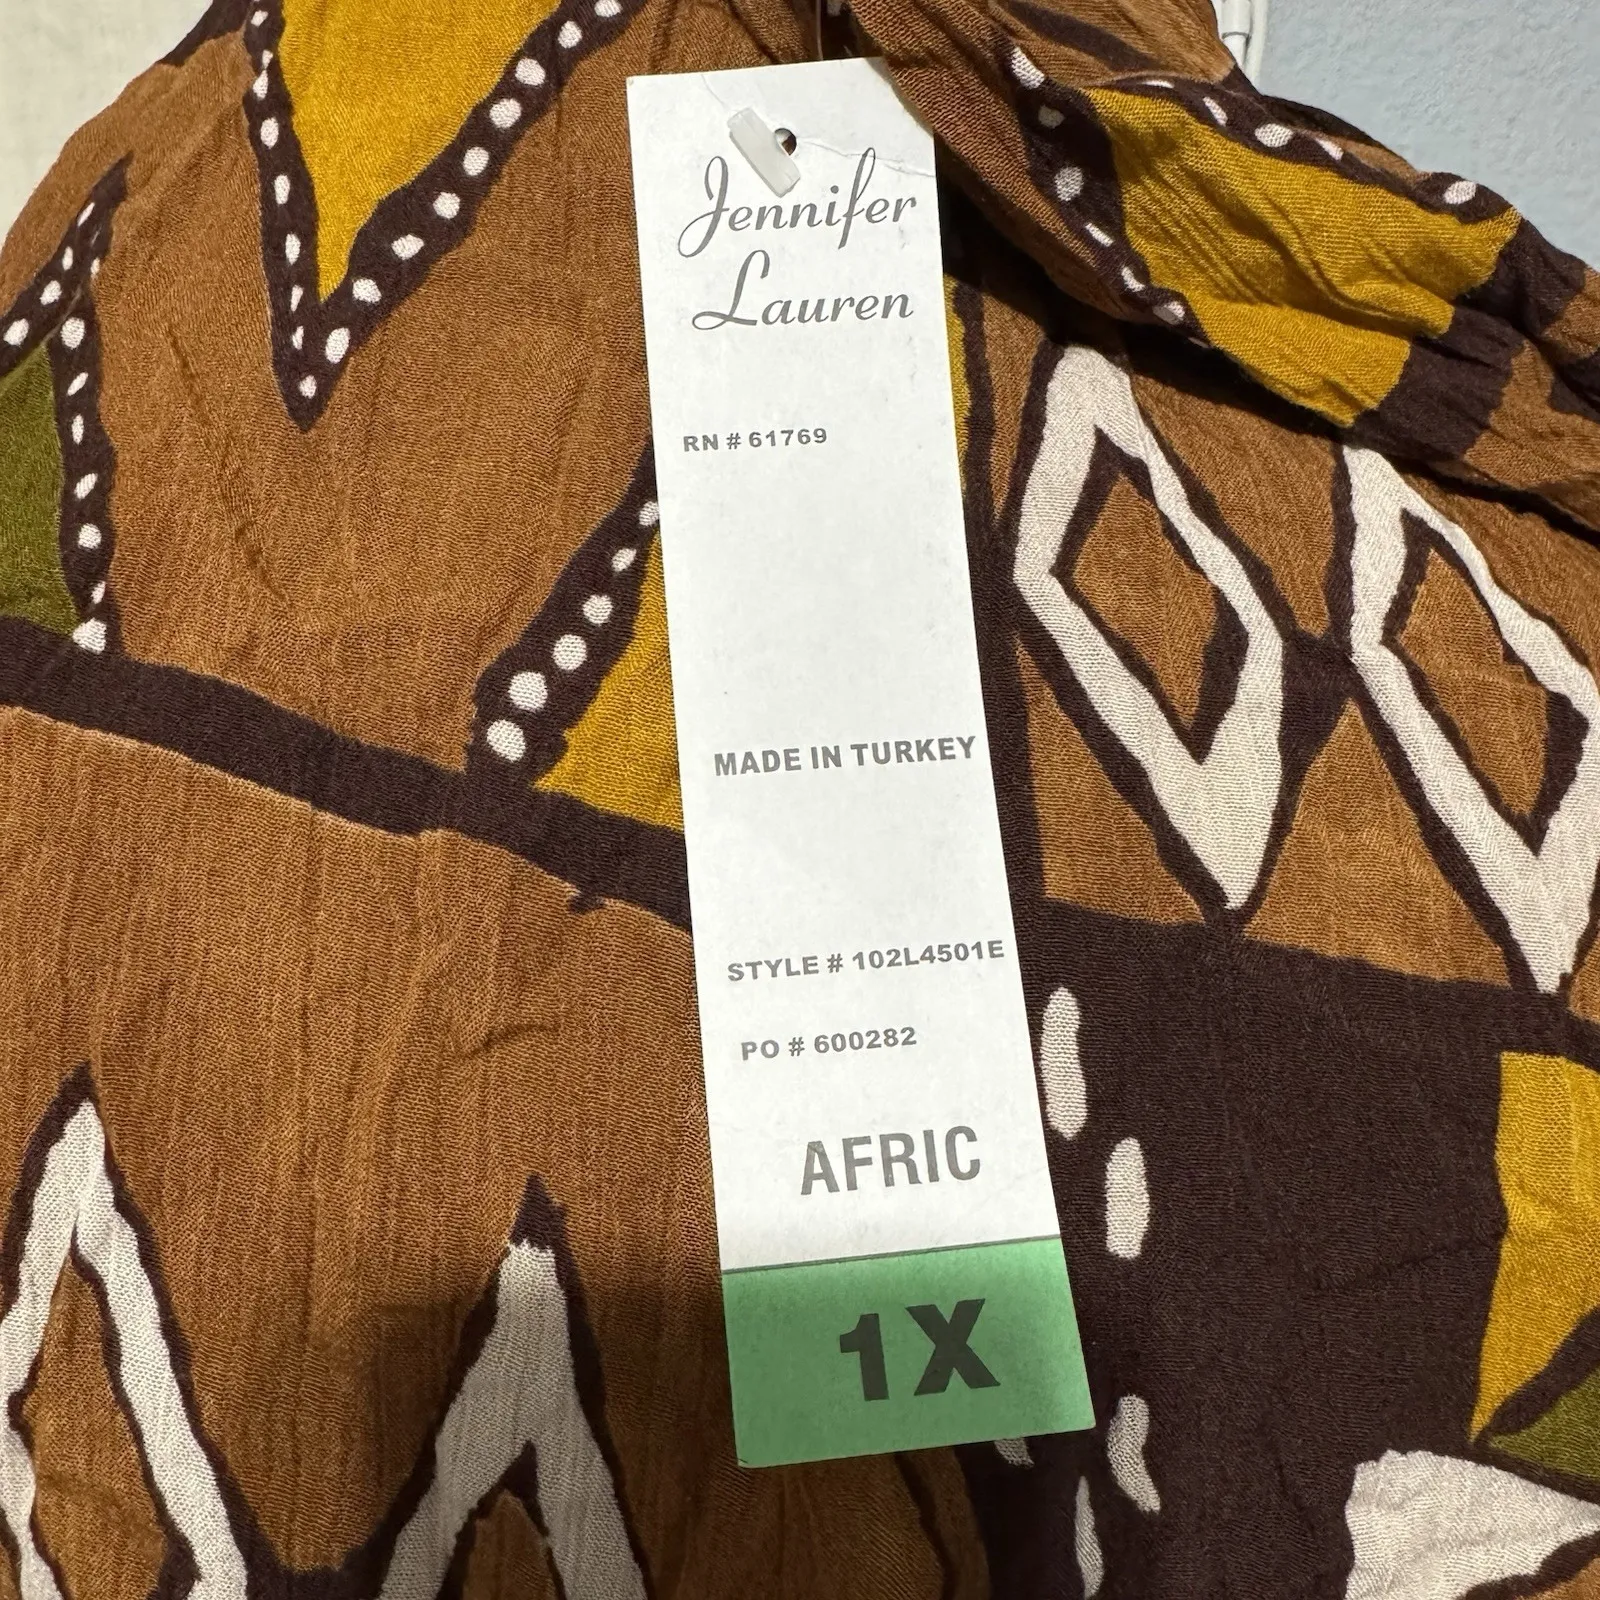 Jennifer
Lauren
RN # 61769
MADE IN TURKEY
STYLE # 102L4501E
PO # 600282
AFRIC
1X